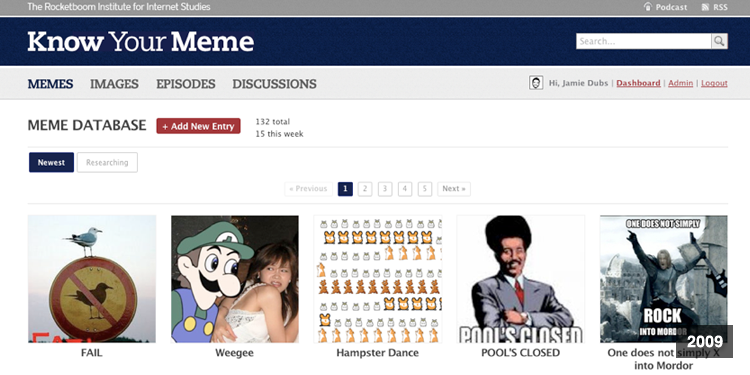 The Rocketboom Institute for Internet Studies
Podcast RSS
Know Your Meme
Search...
MEMES IMAGES EPISODES DISCUSSIONS
Hi, Jamie Dubs | Dashboard | Admin | Logout
MEME DATABASE
+ Add New Entry
132 total
15 this week
Newest Researching
« Previous 1 2 3 4 5 Next »
FAIL
FAIL
Weegee
Hampster Dance
POOL'S CLOSED
POOL'S CLOSED
ONE DOES NOT SIMPLY
ROCK
INTO MORDOR
One does not simply X
into Mordor
2009